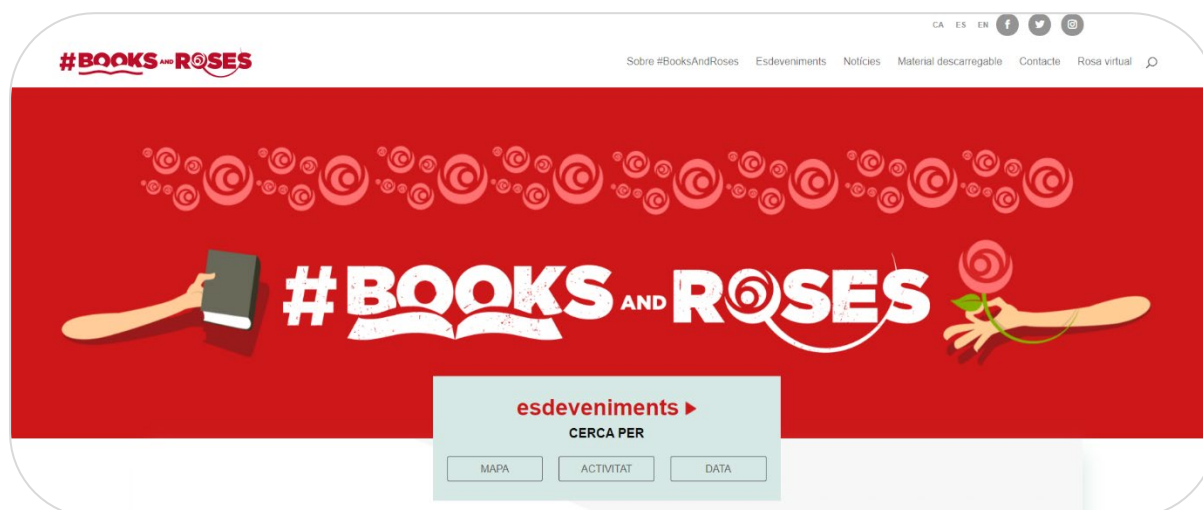 CA ES EN
#BOOKS AND ROSES
Sobre #BooksAndRoses Esdeveniments Notícies Material descarregable Contacte Rosa virtual
#BOOKS AND ROSES
esdeveniments
CERCA PER
MAPA ACTIVITAT DATA